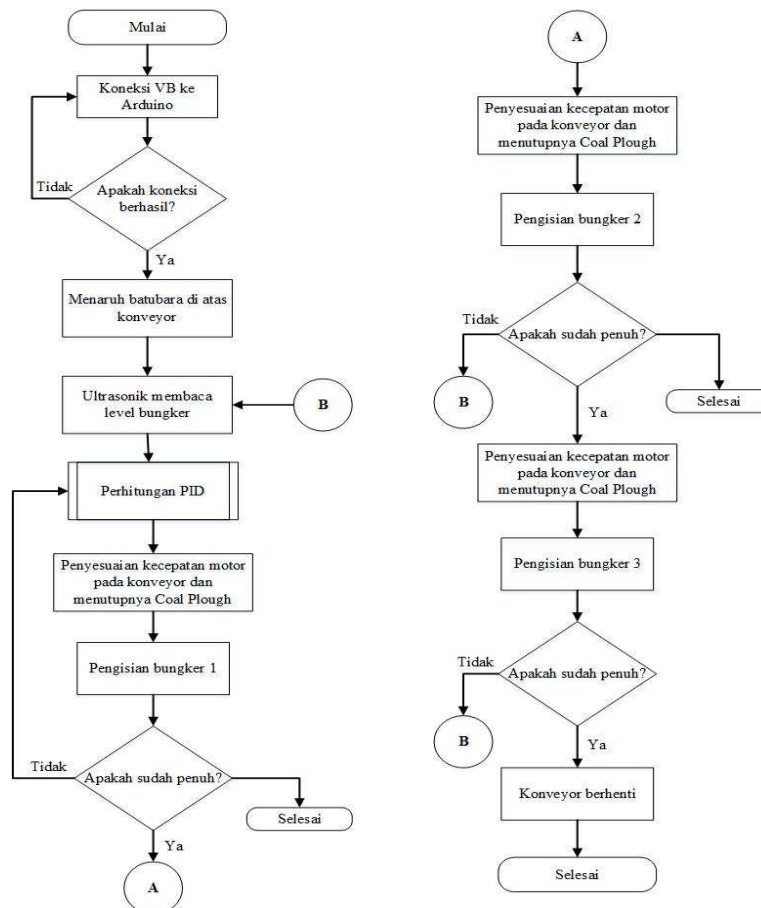 Mulai
Koneksi VB ke
Arduino
Tidak
Apakah koneksi
berhasil?
Ya
Menaruh batubara di atas
konveyor
Ultrasonik membaca
level bungker
B
Perhitungan PID
Penyesuaian kecepatan motor
pada konveyor dan
menutupnya Coal Plough
Pengisian bungker 1
Tidak
Apakah sudah penuh?
Selesai
Ya
A
A
Penyesuaian kecepatan motor
pada konveyor dan
menutupnya Coal Plough
Pengisian bungker 2
Tidak
Apakah sudah penuh?
B
Selesai
Ya
Penyesuaian kecepatan motor
pada konveyor dan
menutupnya Coal Plough
Pengisian bungker 3
Tidak
Apakah sudah penuh?
B
Ya
Konveyor berhenti
Selesai